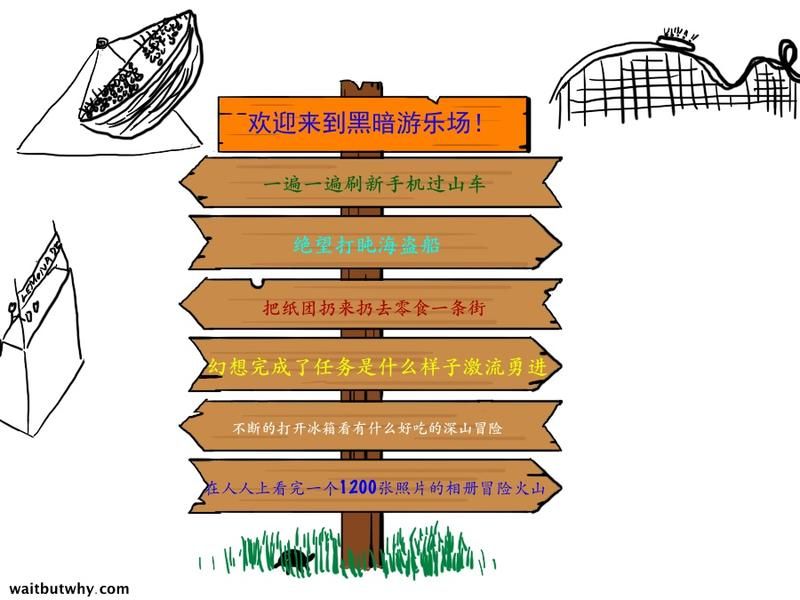 欢迎来到黑暗游乐场！
一遍一遍刷新手机过山车
绝望打盹海盗船
把纸团扔来扔去零食一条街
幻想完成了任务是什么样子激流勇进
不断的打开冰箱看有什么好吃的深山冒险
在人人上看完一个1200张照片的相册冒险火山
LEMONADE
waitbutwhy.com